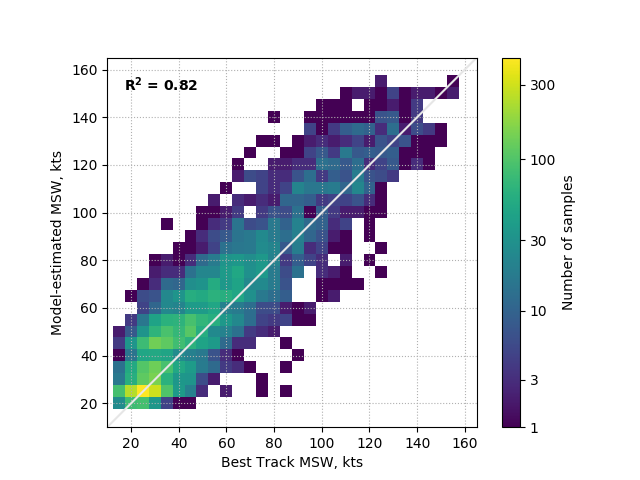 R² = 0.82
160
140
120
100
80
60
40
20
Model-estimated MSW, kts
20 40 60 80 100 120 140 160
Best Track MSW, kts
300
100
30
10
3
1
Number of samples